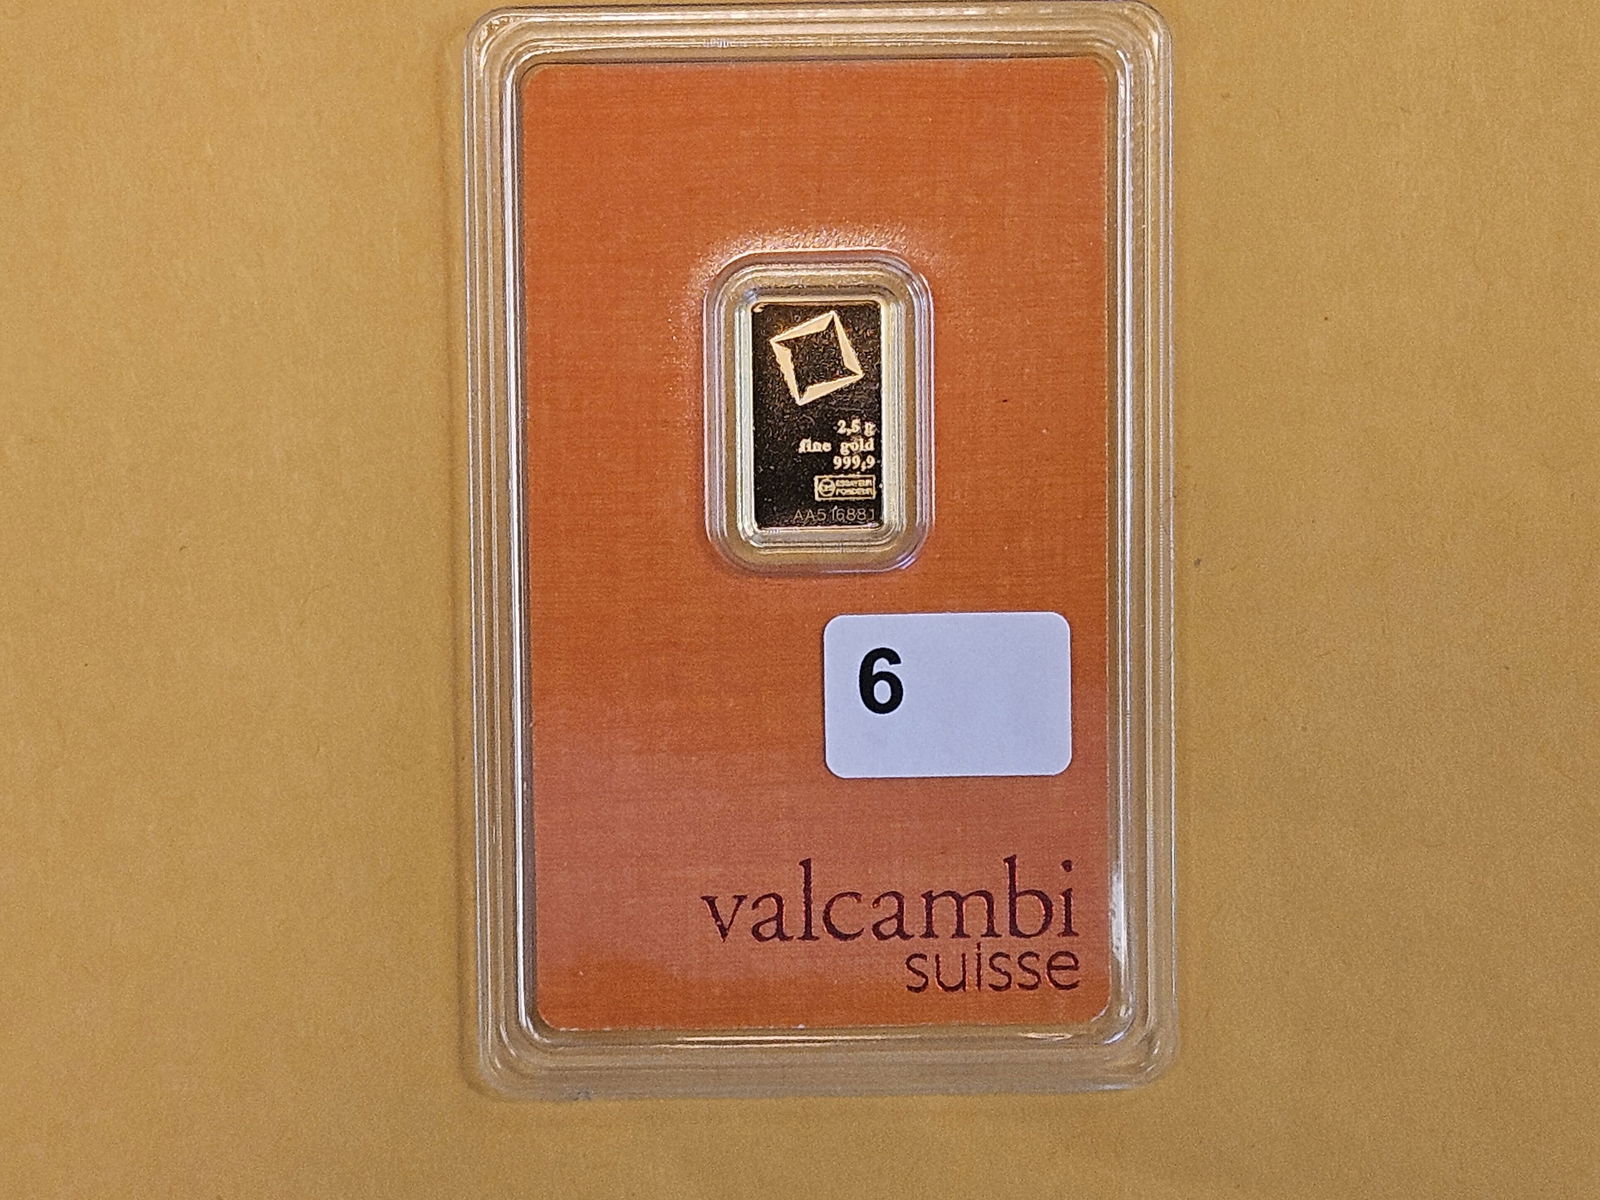 2,5 g
fine gold
999,9
ESSAYEUR
FONDEUR
AA516881
6
valcambi
suisse